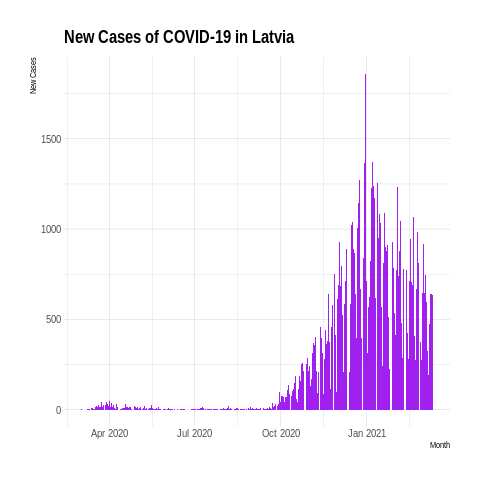 New Cases of COVID-19 in Latvia
New Cases
1500
1000
500
0
Apr 2020 Jul 2020 Oct 2020 Jan 2021
Month